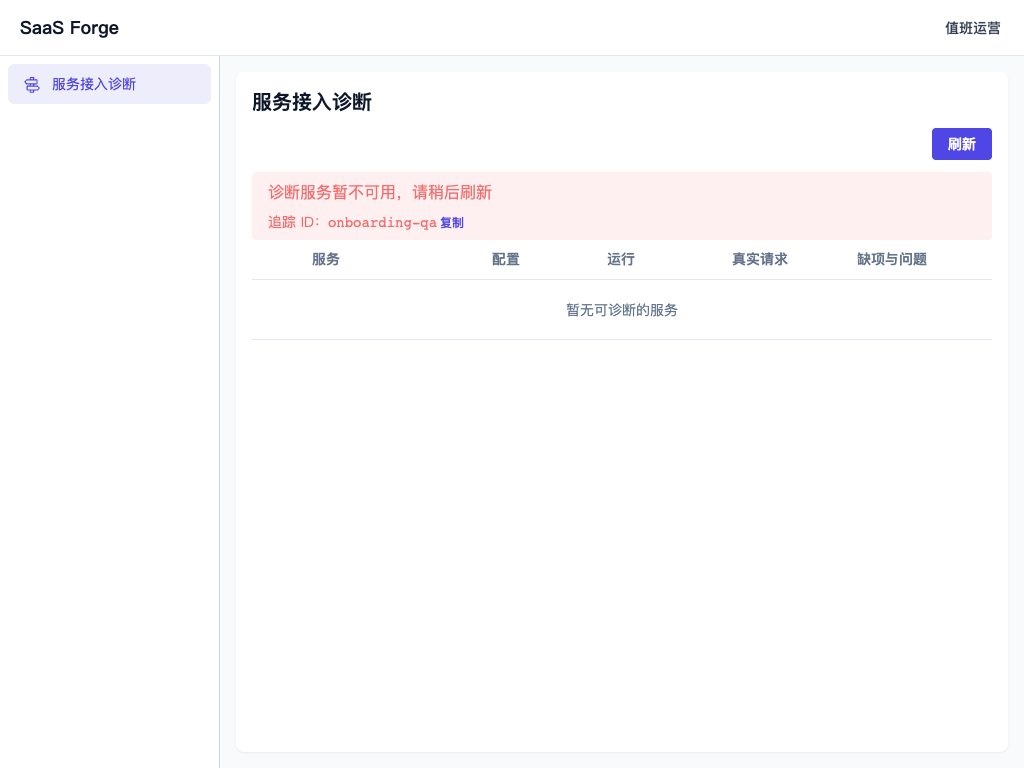 SaaS Forge
值班运营
服务接入诊断
服务接入诊断
刷新
诊断服务暂不可用，请稍后刷新
追踪 ID：onboarding-qa 复制
服务 配置 运行 真实请求 缺项与问题
暂无可诊断的服务